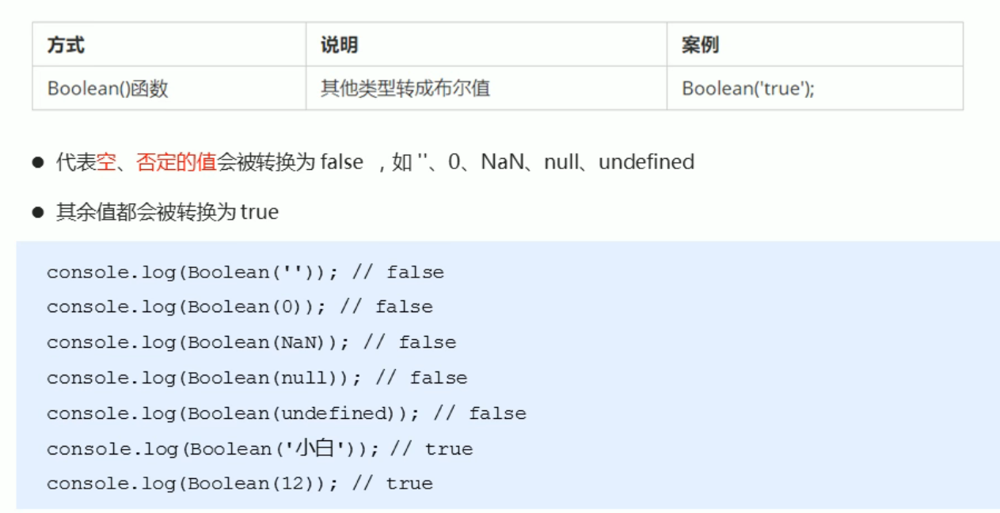 方式 说明 案例
Boolean()函数 其他类型转成布尔值 Boolean('true');
● 代表空、否定的值会被转换为 false ，如 ''、0、NaN、null、undefined
● 其余值都会被转换为 true
console.log(Boolean('')); // false
console.log(Boolean(0)); // false
console.log(Boolean(NaN)); // false
console.log(Boolean(null)); // false
console.log(Boolean(undefined)); // false
console.log(Boolean('小白')); // true
console.log(Boolean(12)); // true